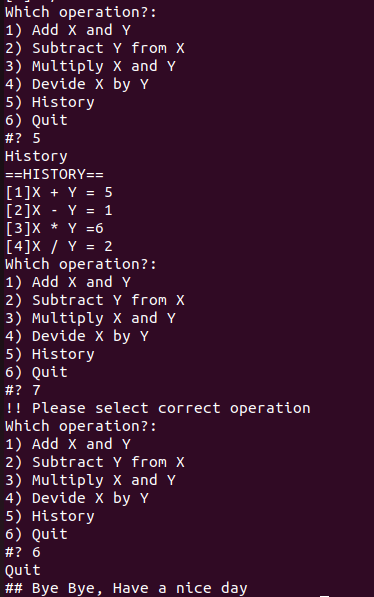 Which operation?:
1) Add X and Y
2) Subtract Y from X
3) Multiply X and Y
4) Devide X by Y
5) History
6) Quit
#? 5
History
==HISTORY==
[1]X + Y = 5
[2]X - Y = 1
[3]X * Y =6
[4]X / Y = 2
Which operation?:
1) Add X and Y
2) Subtract Y from X
3) Multiply X and Y
4) Devide X by Y
5) History
6) Quit
#? 7
!! Please select correct operation
Which operation?:
1) Add X and Y
2) Subtract Y from X
3) Multiply X and Y
4) Devide X by Y
5) History
6) Quit
#? 6
Quit
## Bye Bye, Have a nice day